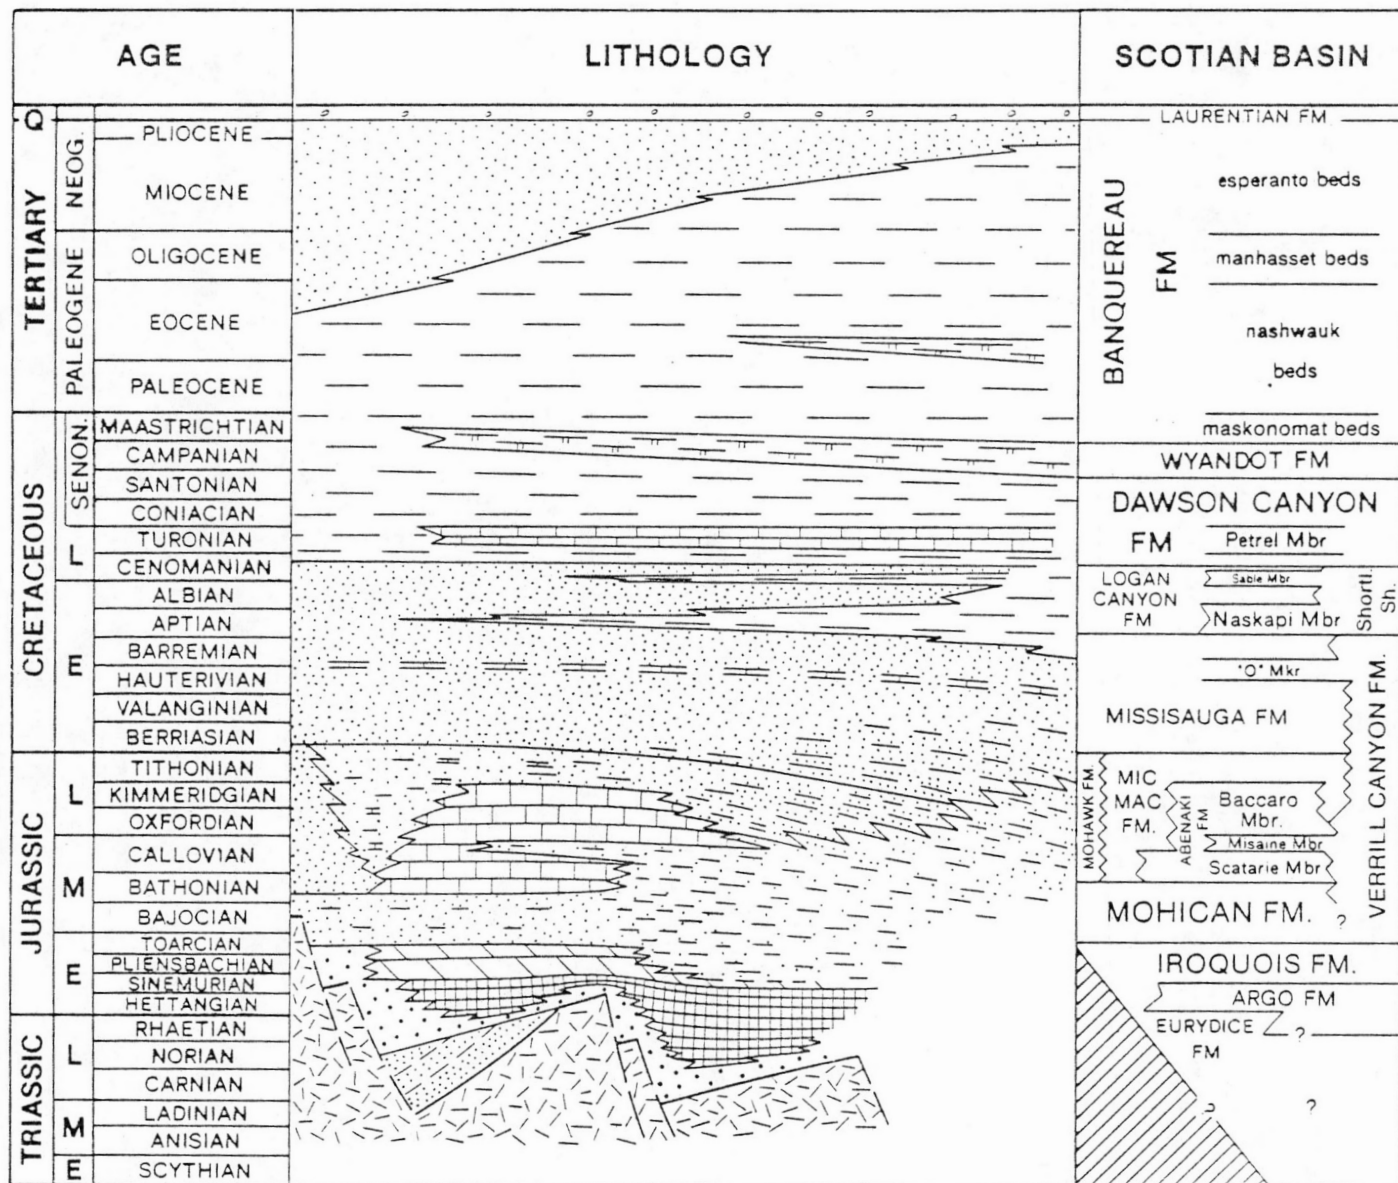 AGE
LITHOLOGY
SCOTIAN BASIN
Q
TERTIARY
CRETACEOUS
JURASSIC
TRIASSIC
NEOG.
PALEOGENE
SENON.
L
E
L
M
E
L
M
E
PLIOCENE
MIOCENE
OLIGOCENE
EOCENE
PALEOCENE
MAASTRICHTIAN
CAMPANIAN
SANTONIAN
CONIACIAN
TURONIAN
CENOMANIAN
ALBIAN
APTIAN
BARREMIAN
HAUTERIVIAN
VALANGINIAN
BERRIASIAN
TITHONIAN
KIMMERIDGIAN
OXFORDIAN
CALLOVIAN
BATHONIAN
BAJOCIAN
TOARCIAN
PLIENSBACHIAN
SINEMURIAN
HETTANGIAN
RHAETIAN
NORIAN
CARNIAN
LADINIAN
ANISIAN
SCYTHIAN
LAURENTIAN FM
BANQUEREAU
FM
esperanto beds
manhasset beds
nashwauk
beds
maskonomat beds
WYANDOT FM
DAWSON CANYON
FM
Petrel Mbr
LOGAN
CANYON
FM
Sable Mbr
Naskapi Mbr
Shortl.
Sh.
"O" Mkr
MISSISAUGA FM
VERRILL CANYON FM.
MOHAWK FM.
MIC
MAC
FM.
ABENAKI
FM
Baccaro
Mbr.
Misaine Mbr
Scatarie Mbr
MOHICAN FM.
?
IROQUOIS FM.
ARGO FM
EURYDICE
FM
?
?
?